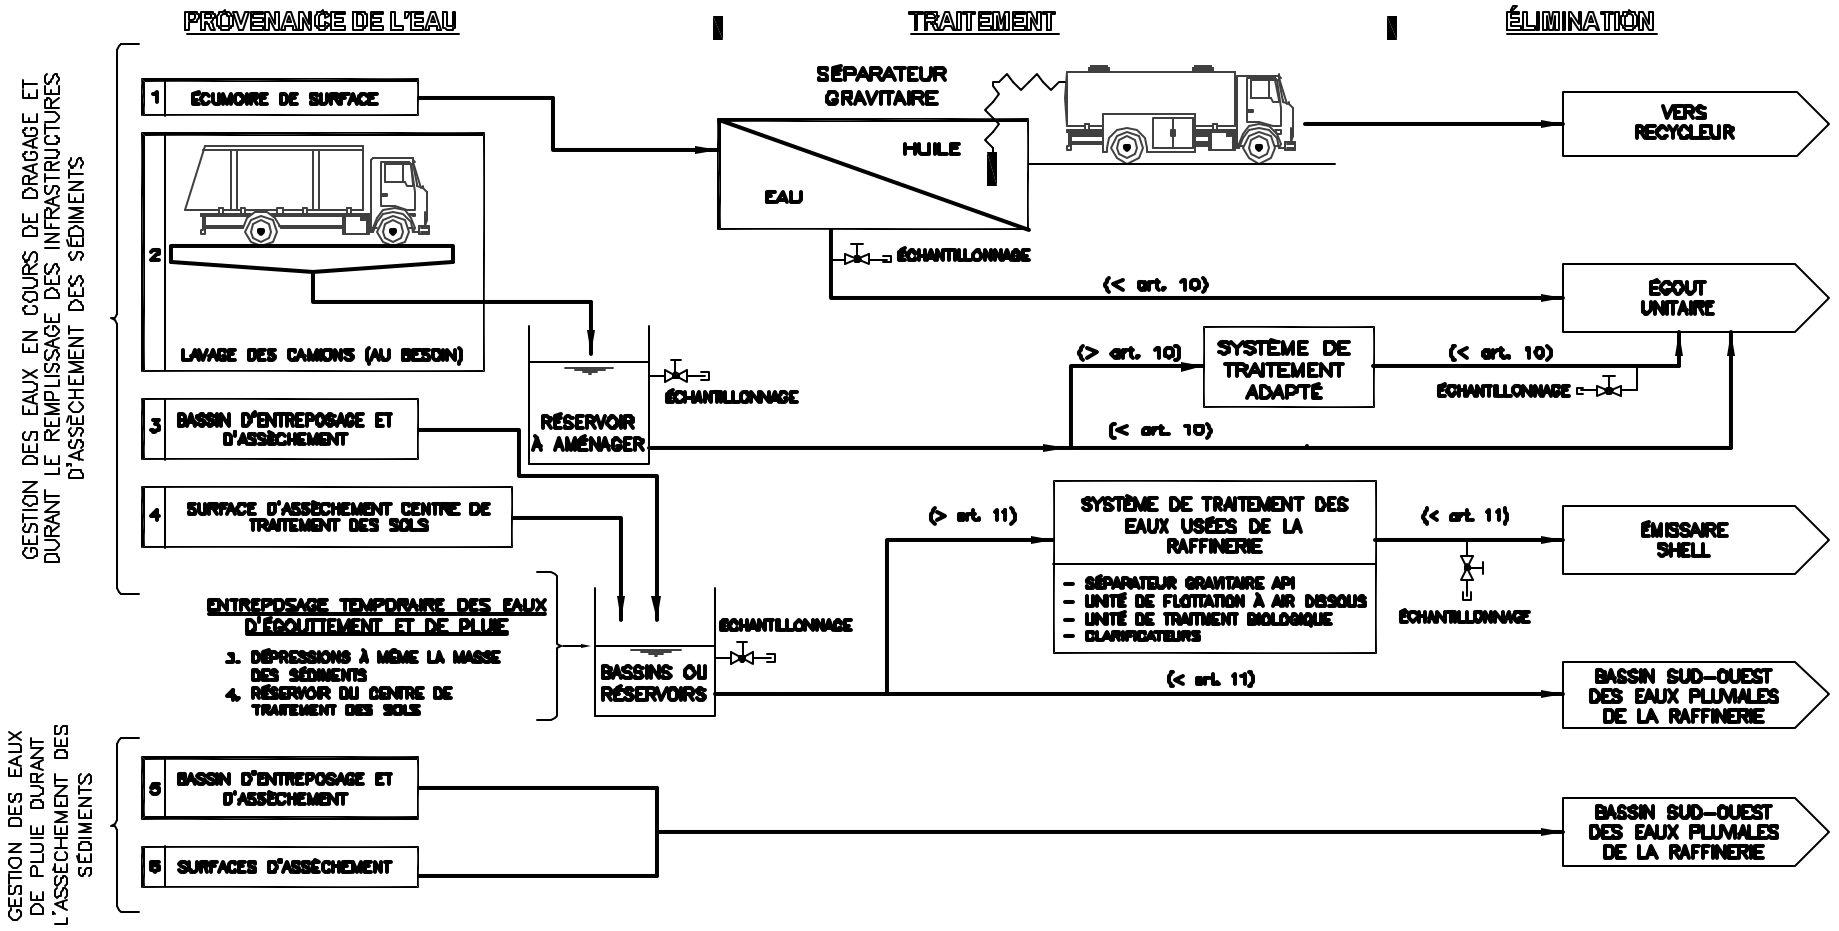 PROVENANCE DE L'EAU
TRAITEMENT
ÉLIMINATION
GESTION DES EAUX EN COURS DE DRAGAGE ET
DURANT LE REMPLISSAGE DES INFRASTRUCTURES
D'ASSÈCHEMENT DES SÉDIMENTS
1
ÉCUMOIRE DE SURFACE
SÉPARATEUR
GRAVITAIRE
HUILE
EAU
VERS
RECYCLEUR
2
LAVAGE DES CAMIONS (AU BESOIN)
ÉCHANTILLONNAGE
(< art. 10)
ÉGOUT
UNITAIRE
RÉSERVOIR
À AMÉNAGER
ÉCHANTILLONNAGE
(> art. 10)
SYSTÈME DE
TRAITEMENT
ADAPTÉ
(< art. 10)
ÉCHANTILLONNAGE
(< art. 10)
3
BASSIN D'ENTREPOSAGE ET
D'ASSÈCHEMENT
4
SURFACE D'ASSÈCHEMENT CENTRE DE
TRAITEMENT DES SOLS
(> art. 11)
SYSTÈME DE TRAITEMENT DES
EAUX USÉES DE LA
RAFFINERIE
- SÉPARATEUR GRAVITAIRE API
- UNITÉ DE FLOTTATION À AIR DISSOUS
- UNITÉ DE TRAITMENT BIOLOGIQUE
- CLARIFICATEURS
(< art. 11)
ÉCHANTILLONNAGE
ÉMISSAIRE
SHELL
ENTREPOSAGE TEMPORAIRE DES EAUX
D'ÉGOUTTEMENT ET DE PLUIE
3. DÉPRESSIONS À MÊME LA MASSE
DES SÉDIMENTS
4. RÉSERVOIR DU CENTRE DE
TRAITEMENT DES SOLS
BASSINS OU
RÉSERVOIRS
ÉCHANTILLONNAGE
(< art. 11)
BASSIN SUD-OUEST
DES EAUX PLUVIALES
DE LA RAFFINERIE
GESTION DES EAUX
DE PLUIE DURANT
L'ASSÈCHEMENT DES
SÉDIMENTS
5
BASSIN D'ENTREPOSAGE ET
D'ASSÈCHEMENT
6
SURFACES D'ASSÈCHEMENT
BASSIN SUD-OUEST
DES EAUX PLUVIALES
DE LA RAFFINERIE